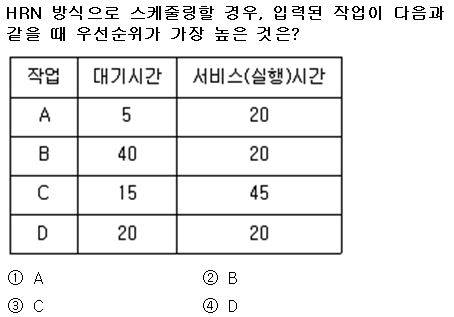 HRN 방식으로 스케줄링할 경우, 입력된 작업이 다음과
같을 때 우선순위가 가장 높은 것은?
작업 대기시간 서비스(실행)시간
A 5 20
B 40 20
C 15 45
D 20 20
① A ② B
③ C ④ D